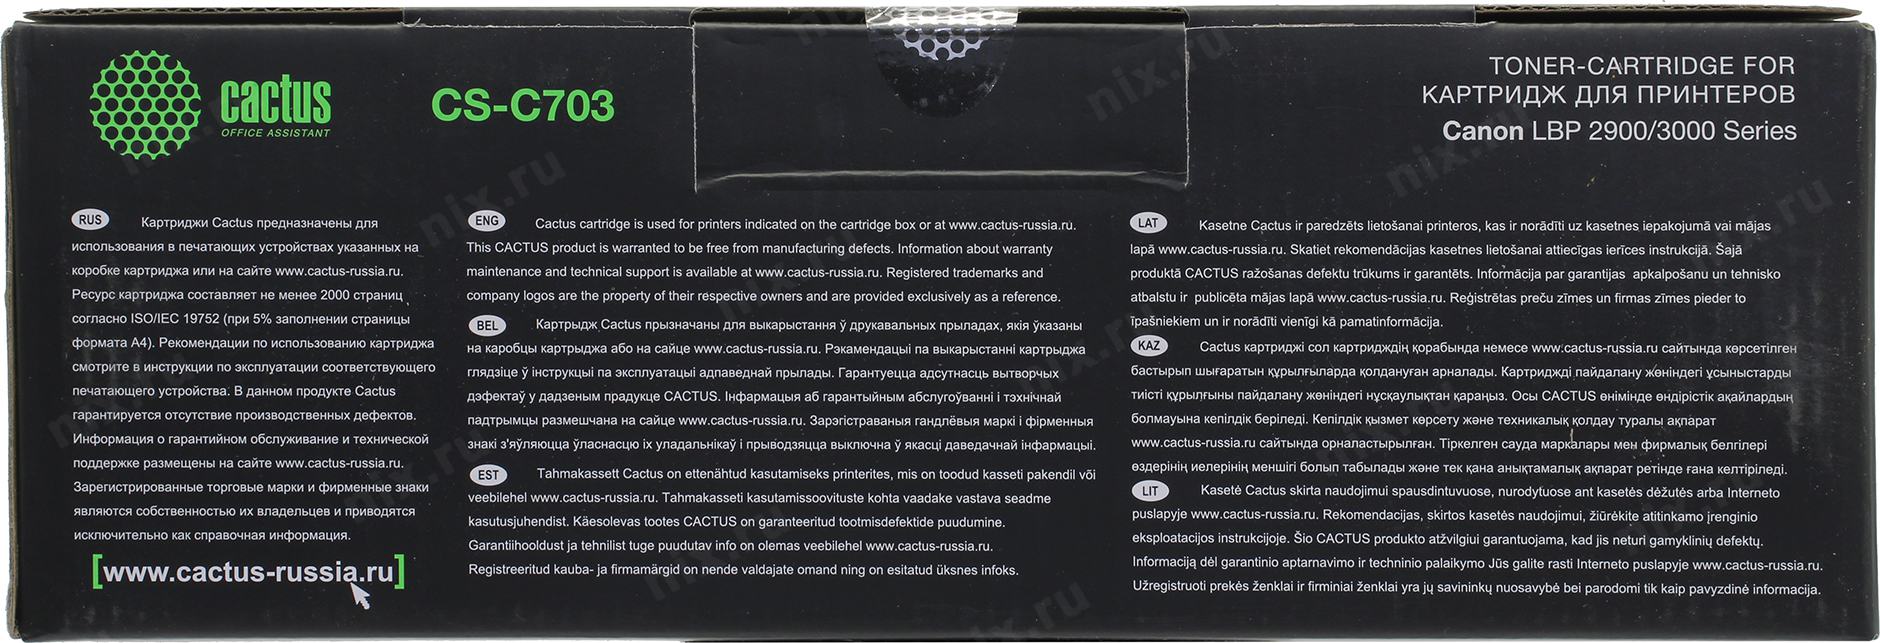 cactus
OFFICE ASSISTANT
CS-C703
TONER-CARTRIDGE FOR
КАРТРИДЖ ДЛЯ ПРИНТЕРОВ
Canon LBP 2900/3000 Series
RUS Картриджи Cactus предназначены для
использования в печатающих устройствах указанных на
коробке картриджа или на сайте www.cactus-russia.ru.
Ресурс картриджа составляет не менее 2000 страниц
согласно ISO/IEC 19752 (при 5% заполнении страницы
формата А4). Рекомендации по использованию картриджа
смотрите в инструкции по эксплуатации соответствующего
печатающего устройства. В данном продукте Cactus
гарантируется отсутствие производственных дефектов.
Информация о гарантийном обслуживание и технической
поддержке размещены на сайте www.cactus-russia.ru.
Зарегистрированные торговые марки и фирменные знаки
являются собственностью их владельцев и приводятся
исключительно как справочная информация.
[www.cactus-russia.ru]
ENG Cactus cartridge is used for printers indicated on the cartridge box or at www.cactus-russia.ru.
This CACTUS product is warranted to be free from manufacturing defects. Information about warranty
maintenance and technical support is available at www.cactus-russia.ru. Registered trademarks and
company logos are the property of their respective owners and are provided exclusively as a reference.
BEL Картрыдж Cactus прызначаны для выкарыстання ў друкавальных прыладах, якія ўказаны
на каробцы картрыджа або на сайце www.cactus-russia.ru. Рэкамендацыі па выкарыстанні картрыджа
глядзіце ў інструкцыі па эксплуатацыі адпаведнай прылады. Гарантуецца адсутнасць вытворчых
дэфектаў у дадзеным прадукце CACTUS. Інфармацыя аб гарантыйным абслугоўванні і тэхнічнай
падтрымцы размешчана на сайце www.cactus-russia.ru. Зарэгістраваныя гандлёвыя маркі і фірменныя
знакі з'яўляюцца ўласнасцю іх уладальнікаў і прыводзяцца выключна ў якасці даведачнай інфармацыі.
EST Tahmakassett Cactus on ettenähtud kasutamiseks printerites, mis on toodud kasseti pakendil või
veebilehel www.cactus-russia.ru. Tahmakasseti kasutamissoovituste kohta vaadake vastava seadme
kasutusjuhendist. Käesolevas tootes CACTUS on garanteeritud tootmisdefektide puudumine.
Garantiihooldust ja tehnilist tuge puudutav info on olemas veebilehel www.cactus-russia.ru.
Registreeritud kauba- ja firmamärgid on nende valdajate omand ning on esitatud üksnes infoks.
LAT Kasetne Cactus ir paredzēts lietošanai printeros, kas ir norādīti uz kasetnes iepakojumā vai mājas
lapā www.cactus-russia.ru. Skatiet rekomendācijas kasetnes lietošanai attiecīgas ierīces instrukcijā. Šajā
produktā CACTUS ražošanas defektu trūkums ir garantēts. Informācija par garantijas apkalpošanu un tehnisko
atbalstu ir publicēta mājas lapā www.cactus-russia.ru. Reģistrētas preču zīmes un firmas zīmes pieder to
īpašniekiem un ir norādīti vienīgi kā pamatinformācija.
KAZ Cactus картриджі сол картридждің қорабында немесе www.cactus-russia.ru сайтында көрсетілген
бастырып шығаратын құрылғыларда қолдануған арналады. Картриджді пайдалану жөніндегі ұсыныстарды
тиісті құрылғыны пайдалану жөніндегі нұсқаулықтан қараңыз. Осы CACTUS өнімінде өндірістік ақайлардың
болмауына кепілдік беріледі. Кепілдік қызмет көрсету және техникалық қолдау туралы ақпарат
www.cactus-russia.ru сайтында орналастырылған. Тіркелген сауда маркалары мен фирмалық белгілері
өздерінің иелерінің меншігі болып табылады және тек қана анықтамалық ақпарат ретінде ғана келтіріледі.
LIT Kasetė Cactus skirta naudojimui spausdintuvuose, nurodytuose ant kasetės dėžutės arba Interneto
puslapyje www.cactus-russia.ru. Rekomendacijas, skirtos kasetės naudojimui, žiūrėkite atitinkamo įrenginio
eksploatacijos instrukcijoje. Šio CACTUS produkto atžvilgiui garantuojama, kad jis neturi gamyklinių defektų.
Informaciją dėl garantinio aptarnavimo ir techninio palaikymo Jūs galite rasti Interneto puslapyje www.cactus-russia.ru.
Užregistruoti prekės ženklai ir firminiai ženklai yra jų savininkų nuosavybė bei parodomi tik kaip pavyzdinė informacija.